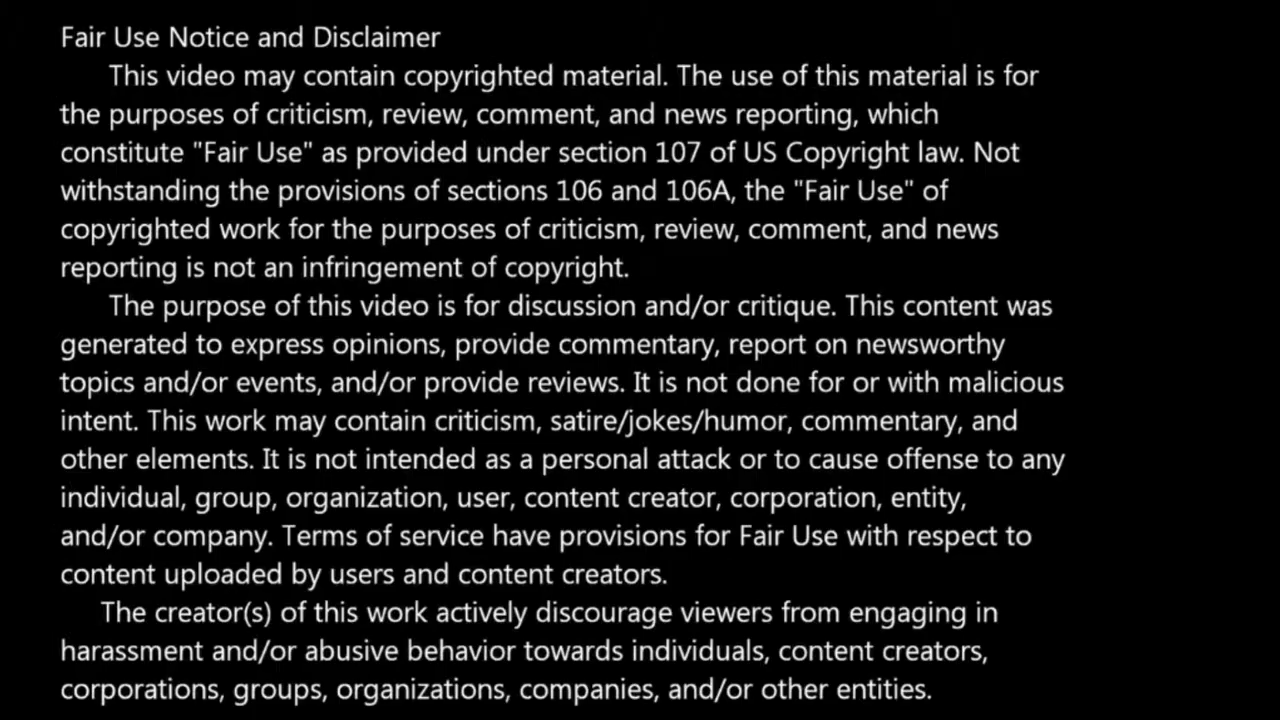 Fair Use Notice and Disclaimer
This video may contain copyrighted material. The use of this material is for
the purposes of criticism, review, comment, and news reporting, which
constitute "Fair Use" as provided under section 107 of US Copyright law. Not
withstanding the provisions of sections 106 and 106A, the "Fair Use" of
copyrighted work for the purposes of criticism, review, comment, and news
reporting is not an infringement of copyright.
The purpose of this video is for discussion and/or critique. This content was
generated to express opinions, provide commentary, report on newsworthy
topics and/or events, and/or provide reviews. It is not done for or with malicious
intent. This work may contain criticism, satire/jokes/humor, commentary, and
other elements. It is not intended as a personal attack or to cause offense to any
individual, group, organization, user, content creator, corporation, entity,
and/or company. Terms of service have provisions for Fair Use with respect to
content uploaded by users and content creators.
The creator(s) of this work actively discourage viewers from engaging in
harassment and/or abusive behavior towards individuals, content creators,
corporations, groups, organizations, companies, and/or other entities.